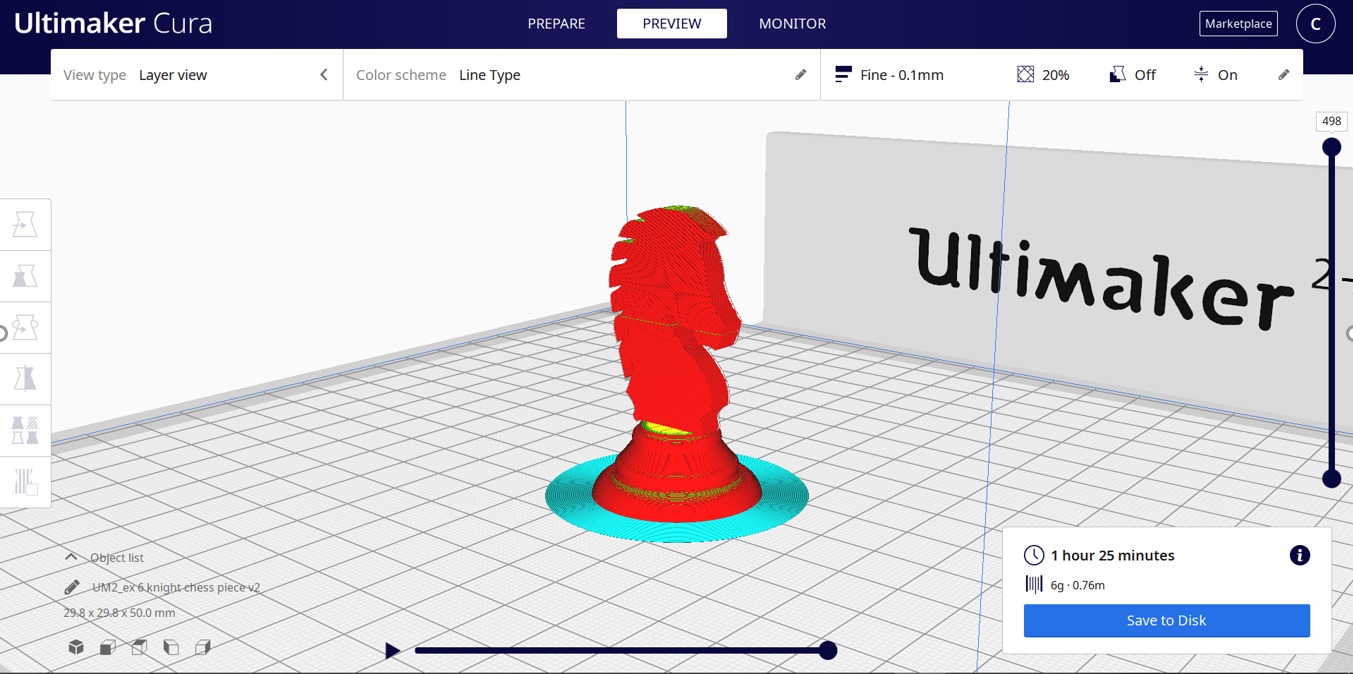 Ultimaker Cura
PREPARE
PREVIEW
MONITOR
Marketplace
C
View type Layer view
Color scheme Line Type
Fine - 0.1mm
20%
Off
On
498
Ultimaker 2
Object list
UM2_ex 6 knight chess piece v2
29.8 x 29.8 x 50.0 mm
1 hour 25 minutes
i
6g · 0.76m
Save to Disk